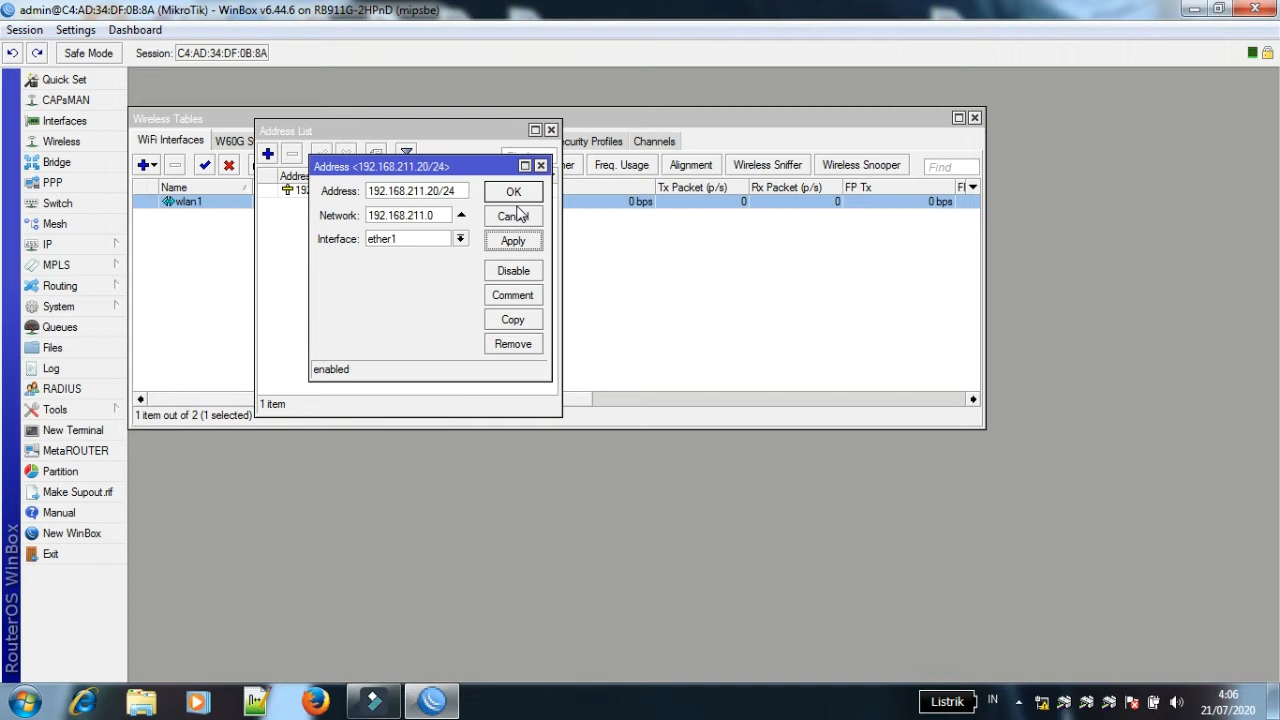 admin@C4:AD:34:DF:0B:8A (MikroTik) - WinBox v6.44.6 on RB911G-2HPnD (mipsbe)
Session Settings Dashboard
Safe Mode Session: C4:AD:34:DF:0B:8A
Quick Set
CAPsMAN
Interfaces
Wireless
Bridge
PPP
Switch
Mesh
IP
MPLS
Routing
System
Queues
Files
Log
RADIUS
Tools
New Terminal
MetaROUTER
Partition
Make Supout.rif
Manual
New WinBox
Exit
RouterOS WinBox
Wireless Tables
WiFi Interfaces W60G S Security Profiles Channels
Freq. Usage Alignment Wireless Sniffer Wireless Snooper Find
Name Tx Packet (p/s) Rx Packet (p/s) FP Tx
wlan1 0 bps 0 0 0 bps
1 item out of 2 (1 selected)
Address List
1 item
Address <192.168.211.20/24>
Address: 192.168.211.20/24 OK
Network: 192.168.211.0 Cancel
Interface: ether1 Apply
Disable
Comment
Copy
Remove
enabled
Listrik IN 4:06
21/07/2020